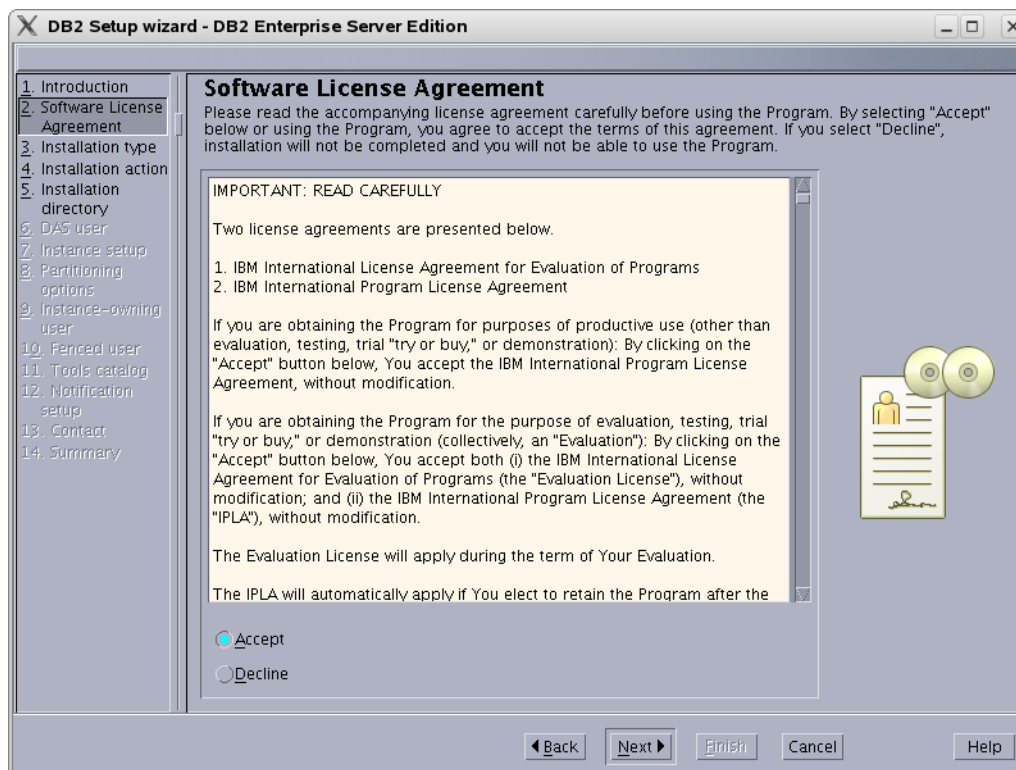 DB2 Setup wizard - DB2 Enterprise Server Edition
1. Introduction
2. Software License
Agreement
3. Installation type
4. Installation action
5. Installation
directory
6. DAS user
7. Instance setup
8. Partitioning
options
9. Instance-owning
user
10. Fenced user
11. Tools catalog
12. Notification
setup
13. Contact
14. Summary
Software License Agreement
Please read the accompanying license agreement carefully before using the Program. By selecting "Accept"
below or using the Program, you agree to accept the terms of this agreement. If you select "Decline",
installation will not be completed and you will not be able to use the Program.
IMPORTANT: READ CAREFULLY
Two license agreements are presented below.
1. IBM International License Agreement for Evaluation of Programs
2. IBM International Program License Agreement
If you are obtaining the Program for purposes of productive use (other than
evaluation, testing, trial "try or buy," or demonstration): By clicking on the
"Accept" button below, You accept the IBM International Program License
Agreement, without modification.
If you are obtaining the Program for the purpose of evaluation, testing, trial
"try or buy," or demonstration (collectively, an "Evaluation"): By clicking on the
"Accept" button below, You accept both (i) the IBM International License
Agreement for Evaluation of Programs (the "Evaluation License"), without
modification; and (ii) the IBM International Program License Agreement (the
"IPLA"), without modification.
The Evaluation License will apply during the term of Your Evaluation.
The IPLA will automatically apply if You elect to retain the Program after the
Accept
Decline
Back
Next
Finish
Cancel
Help